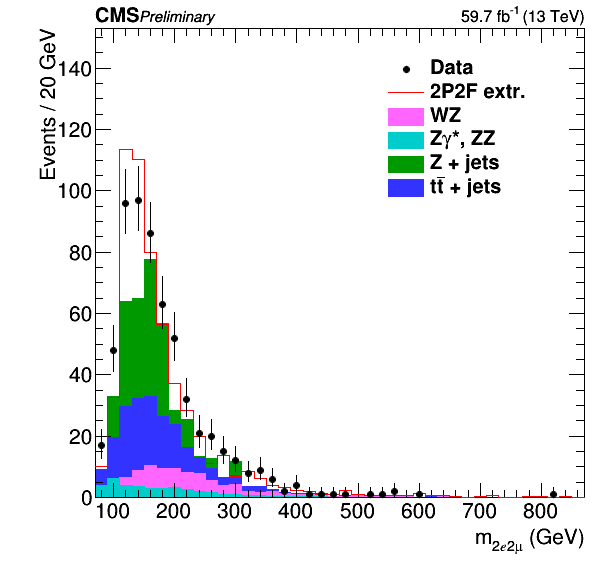 CMS Preliminary 59.7 fb⁻¹ (13 TeV)
Events / 20 GeV
140
120
100
80
60
40
20
0
Data
2P2F extr.
WZ
Zγ*, ZZ
Z + jets
tt̅ + jets
100 200 300 400 500 600 700 800
m₂ₑ₂μ (GeV)